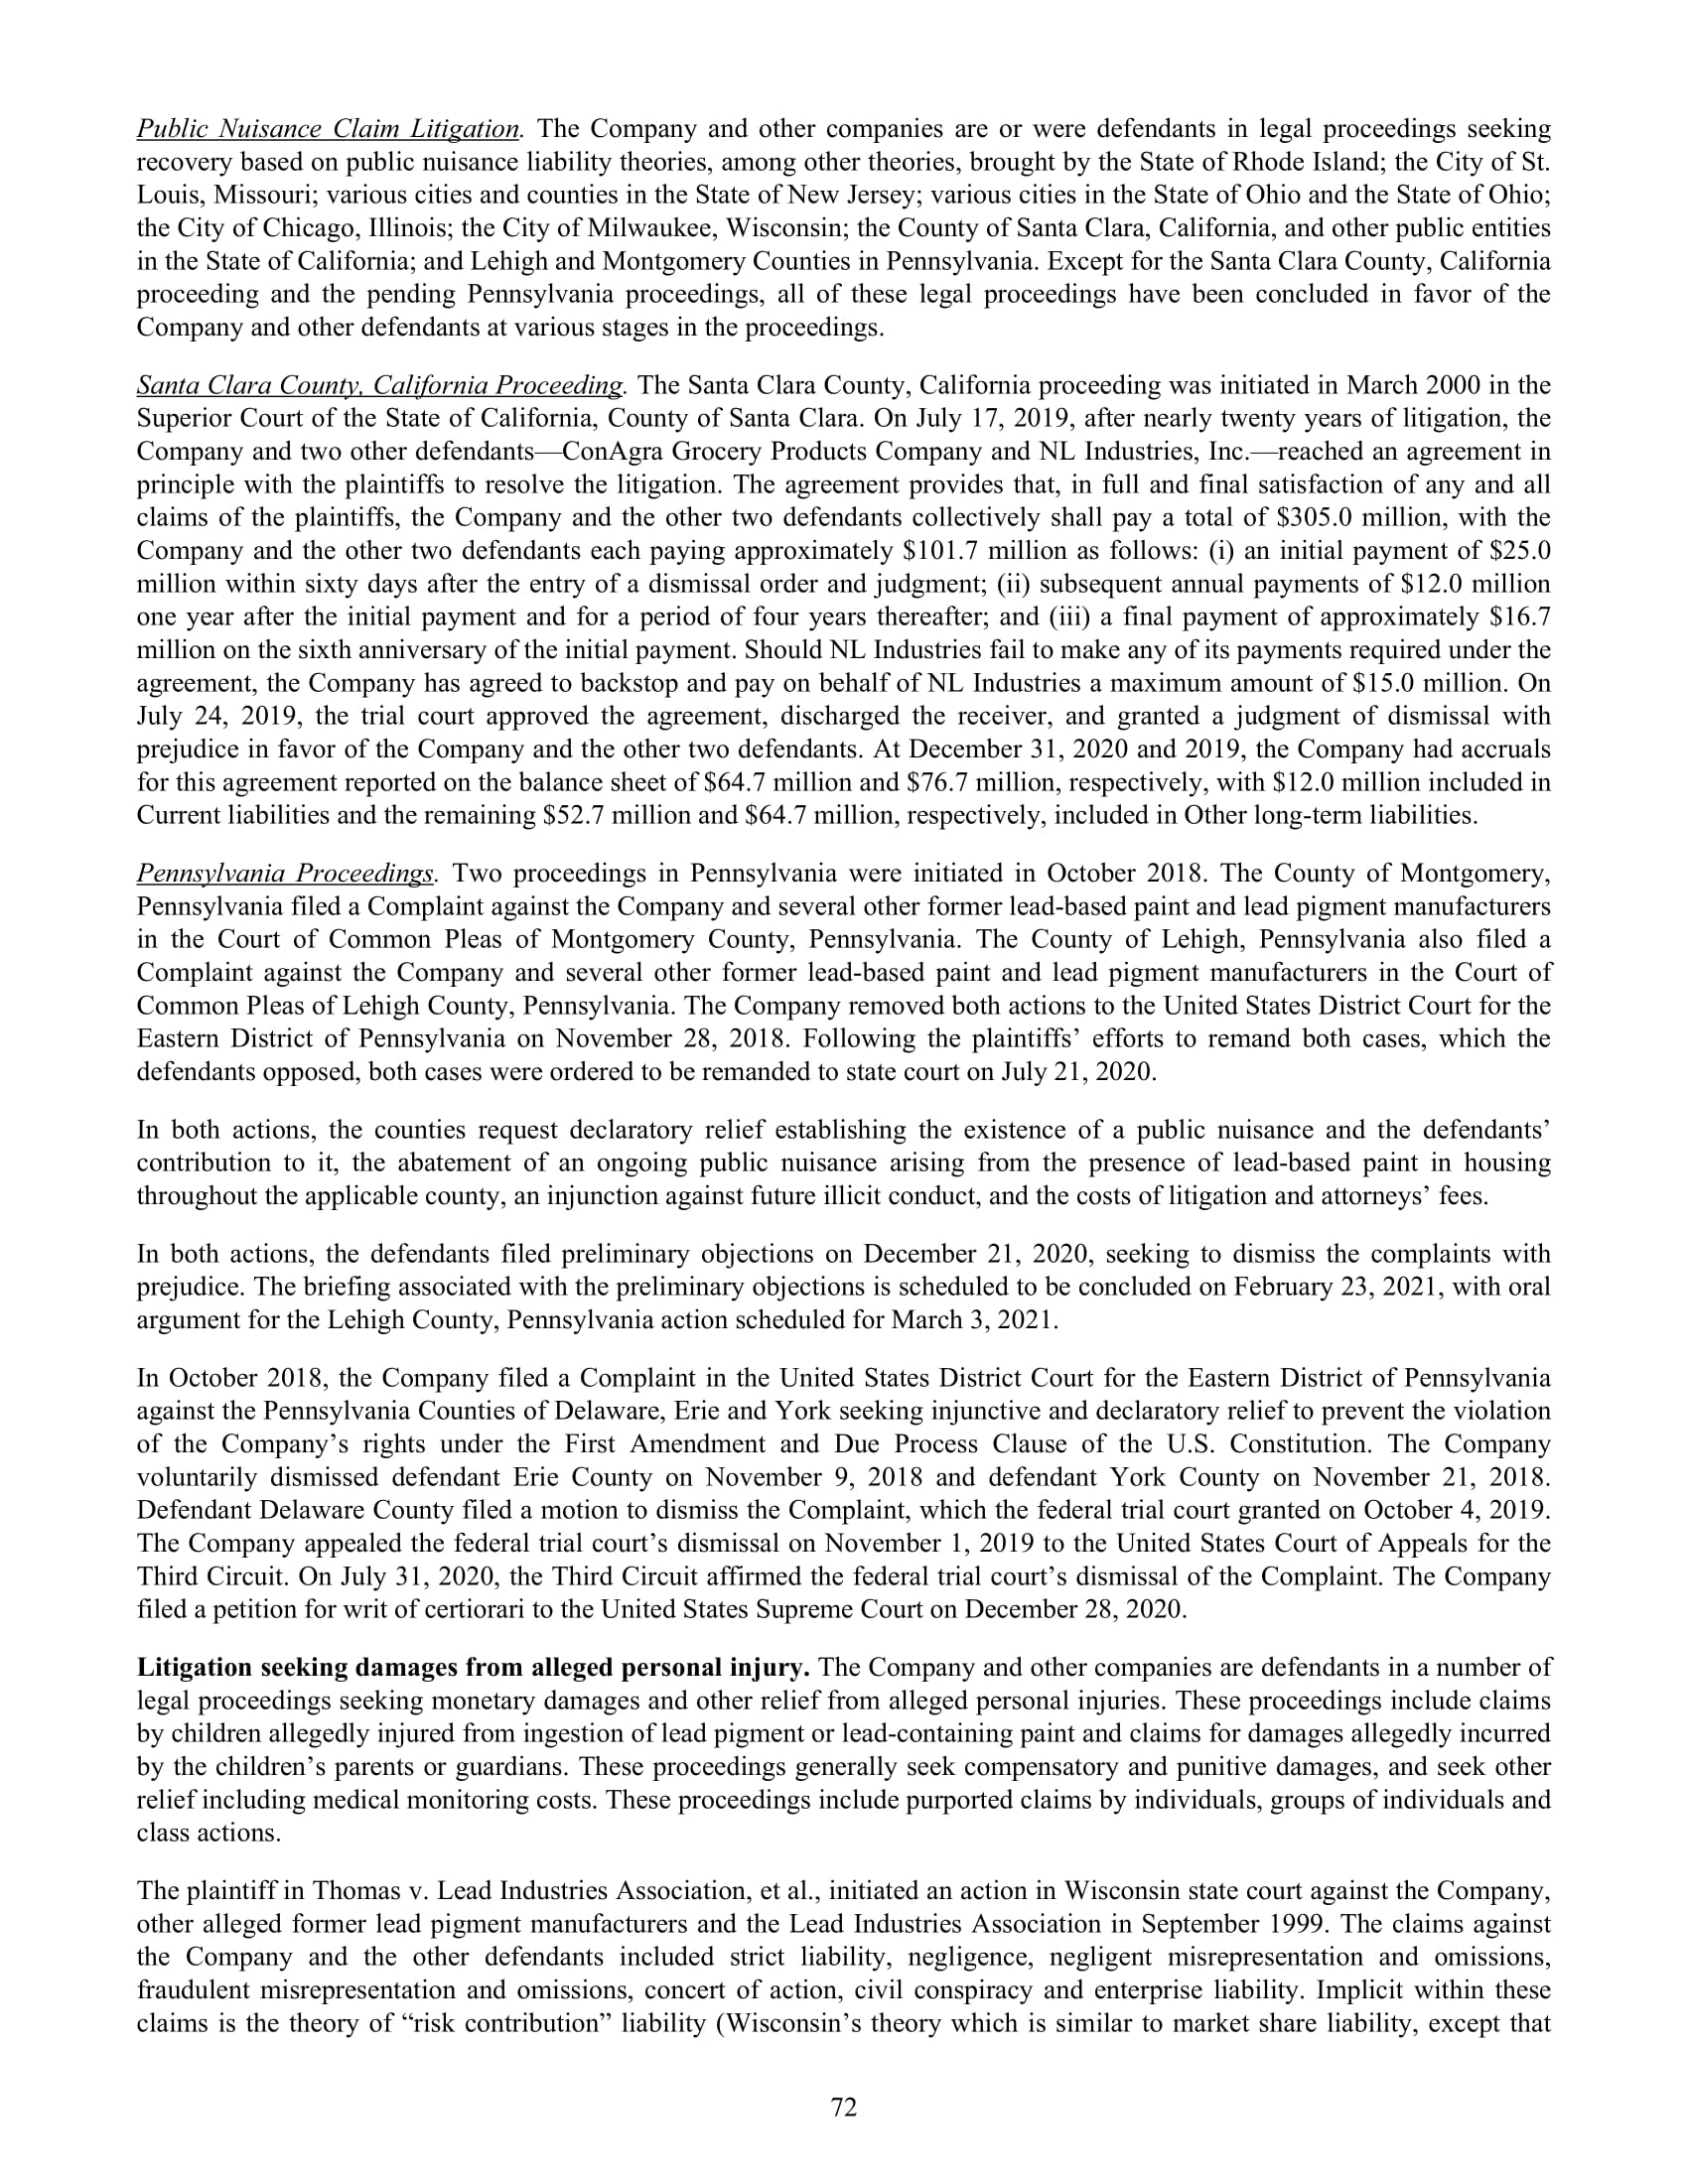 Public Nuisance Claim Litigation. The Company and other companies are or were defendants in legal proceedings seeking
recovery based on public nuisance liability theories, among other theories, brought by the State of Rhode Island; the City of St.
Louis, Missouri; various cities and counties in the State of New Jersey; various cities in the State of Ohio and the State of Ohio;
the City of Chicago, Illinois; the City of Milwaukee, Wisconsin; the County of Santa Clara, California, and other public entities
in the State of California; and Lehigh and Montgomery Counties in Pennsylvania. Except for the Santa Clara County, California
proceeding and the pending Pennsylvania proceedings, all of these legal proceedings have been concluded in favor of the
Company and other defendants at various stages in the proceedings.
Santa Clara County, California Proceeding. The Santa Clara County, California proceeding was initiated in March 2000 in the
Superior Court of the State of California, County of Santa Clara. On July 17, 2019, after nearly twenty years of litigation, the
Company and two other defendants—ConAgra Grocery Products Company and NL Industries, Inc.—reached an agreement in
principle with the plaintiffs to resolve the litigation. The agreement provides that, in full and final satisfaction of any and all
claims of the plaintiffs, the Company and the other two defendants collectively shall pay a total of $305.0 million, with the
Company and the other two defendants each paying approximately $101.7 million as follows: (i) an initial payment of $25.0
million within sixty days after the entry of a dismissal order and judgment; (ii) subsequent annual payments of $12.0 million
one year after the initial payment and for a period of four years thereafter; and (iii) a final payment of approximately $16.7
million on the sixth anniversary of the initial payment. Should NL Industries fail to make any of its payments required under the
agreement, the Company has agreed to backstop and pay on behalf of NL Industries a maximum amount of $15.0 million. On
July 24, 2019, the trial court approved the agreement, discharged the receiver, and granted a judgment of dismissal with
prejudice in favor of the Company and the other two defendants. At December 31, 2020 and 2019, the Company had accruals
for this agreement reported on the balance sheet of $64.7 million and $76.7 million, respectively, with $12.0 million included in
Current liabilities and the remaining $52.7 million and $64.7 million, respectively, included in Other long-term liabilities.
Pennsylvania Proceedings. Two proceedings in Pennsylvania were initiated in October 2018. The County of Montgomery,
Pennsylvania filed a Complaint against the Company and several other former lead-based paint and lead pigment manufacturers
in the Court of Common Pleas of Montgomery County, Pennsylvania. The County of Lehigh, Pennsylvania also filed a
Complaint against the Company and several other former lead-based paint and lead pigment manufacturers in the Court of
Common Pleas of Lehigh County, Pennsylvania. The Company removed both actions to the United States District Court for the
Eastern District of Pennsylvania on November 28, 2018. Following the plaintiffs’ efforts to remand both cases, which the
defendants opposed, both cases were ordered to be remanded to state court on July 21, 2020.
In both actions, the counties request declaratory relief establishing the existence of a public nuisance and the defendants’
contribution to it, the abatement of an ongoing public nuisance arising from the presence of lead-based paint in housing
throughout the applicable county, an injunction against future illicit conduct, and the costs of litigation and attorneys’ fees.
In both actions, the defendants filed preliminary objections on December 21, 2020, seeking to dismiss the complaints with
prejudice. The briefing associated with the preliminary objections is scheduled to be concluded on February 23, 2021, with oral
argument for the Lehigh County, Pennsylvania action scheduled for March 3, 2021.
In October 2018, the Company filed a Complaint in the United States District Court for the Eastern District of Pennsylvania
against the Pennsylvania Counties of Delaware, Erie and York seeking injunctive and declaratory relief to prevent the violation
of the Company’s rights under the First Amendment and Due Process Clause of the U.S. Constitution. The Company
voluntarily dismissed defendant Erie County on November 9, 2018 and defendant York County on November 21, 2018.
Defendant Delaware County filed a motion to dismiss the Complaint, which the federal trial court granted on October 4, 2019.
The Company appealed the federal trial court’s dismissal on November 1, 2019 to the United States Court of Appeals for the
Third Circuit. On July 31, 2020, the Third Circuit affirmed the federal trial court’s dismissal of the Complaint. The Company
filed a petition for writ of certiorari to the United States Supreme Court on December 28, 2020.
Litigation seeking damages from alleged personal injury. The Company and other companies are defendants in a number of
legal proceedings seeking monetary damages and other relief from alleged personal injuries. These proceedings include claims
by children allegedly injured from ingestion of lead pigment or lead-containing paint and claims for damages allegedly incurred
by the children’s parents or guardians. These proceedings generally seek compensatory and punitive damages, and seek other
relief including medical monitoring costs. These proceedings include purported claims by individuals, groups of individuals and
class actions.
The plaintiff in Thomas v. Lead Industries Association, et al., initiated an action in Wisconsin state court against the Company,
other alleged former lead pigment manufacturers and the Lead Industries Association in September 1999. The claims against
the Company and the other defendants included strict liability, negligence, negligent misrepresentation and omissions,
fraudulent misrepresentation and omissions, concert of action, civil conspiracy and enterprise liability. Implicit within these
claims is the theory of “risk contribution” liability (Wisconsin’s theory which is similar to market share liability, except that
72